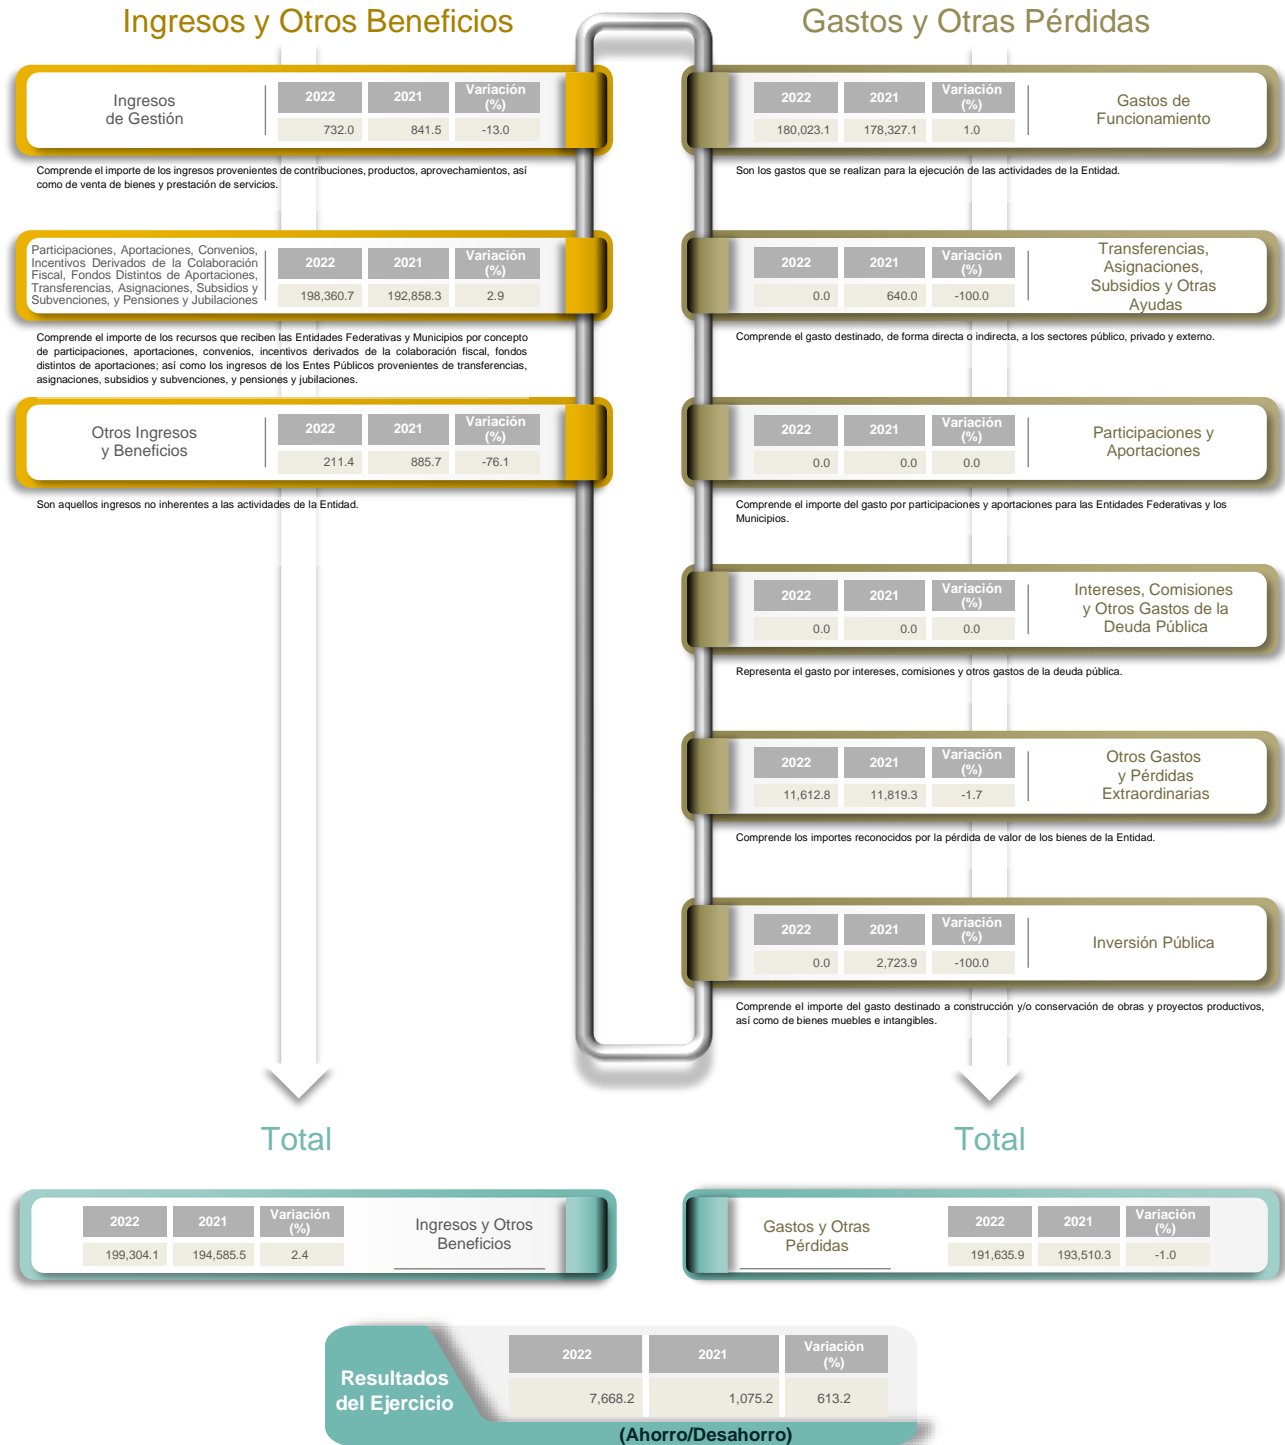 Ingresos y Otros Beneficios
Ingresos
de Gestión
2022 2021 Variación (%)
732.0 841.5 -13.0
Comprende el importe de los ingresos provenientes de contribuciones, productos, aprovechamientos, así
como de venta de bienes y prestación de servicios.
Participaciones, Aportaciones, Convenios,
Incentivos Derivados de la Colaboración
Fiscal, Fondos Distintos de Aportaciones,
Transferencias, Asignaciones, Subsidios y
Subvenciones, y Pensiones y Jubilaciones
2022 2021 Variación (%)
198,360.7 192,858.3 2.9
Comprende el importe de los recursos que reciben las Entidades Federativas y Municipios por concepto
de participaciones, aportaciones, convenios, incentivos derivados de la colaboración fiscal, fondos
distintos de aportaciones; así como los ingresos de los Entes Públicos provenientes de transferencias,
asignaciones, subsidios y subvenciones, y pensiones y jubilaciones.
Otros Ingresos
y Beneficios
2022 2021 Variación (%)
211.4 885.7 -76.1
Son aquellos ingresos no inherentes a las actividades de la Entidad.
Gastos y Otras Pérdidas
2022 2021 Variación (%)
180,023.1 178,327.1 1.0
Gastos de
Funcionamiento
Son los gastos que se realizan para la ejecución de las actividades de la Entidad.
2022 2021 Variación (%)
0.0 640.0 -100.0
Transferencias,
Asignaciones,
Subsidios y Otras
Ayudas
Comprende el gasto destinado, de forma directa o indirecta, a los sectores público, privado y externo.
2022 2021 Variación (%)
0.0 0.0 0.0
Participaciones y
Aportaciones
Comprende el importe del gasto por participaciones y aportaciones para las Entidades Federativas y los
Municipios.
2022 2021 Variación (%)
0.0 0.0 0.0
Intereses, Comisiones
y Otros Gastos de la
Deuda Pública
Representa el gasto por intereses, comisiones y otros gastos de la deuda pública.
2022 2021 Variación (%)
11,612.8 11,819.3 -1.7
Otros Gastos
y Pérdidas
Extraordinarias
Comprende los importes reconocidos por la pérdida de valor de los bienes de la Entidad.
2022 2021 Variación (%)
0.0 2,723.9 -100.0
Inversión Pública
Comprende el importe del gasto destinado a construcción y/o conservación de obras y proyectos productivos,
así como de bienes muebles e intangibles.
Total
2022 2021 Variación (%)
199,304.1 194,585.5 2.4
Ingresos y Otros
Beneficios
Total
Gastos y Otras
Pérdidas
2022 2021 Variación (%)
191,635.9 193,510.3 -1.0
Resultados
del Ejercicio
2022 2021 Variación (%)
7,668.2 1,075.2 613.2
(Ahorro/Desahorro)